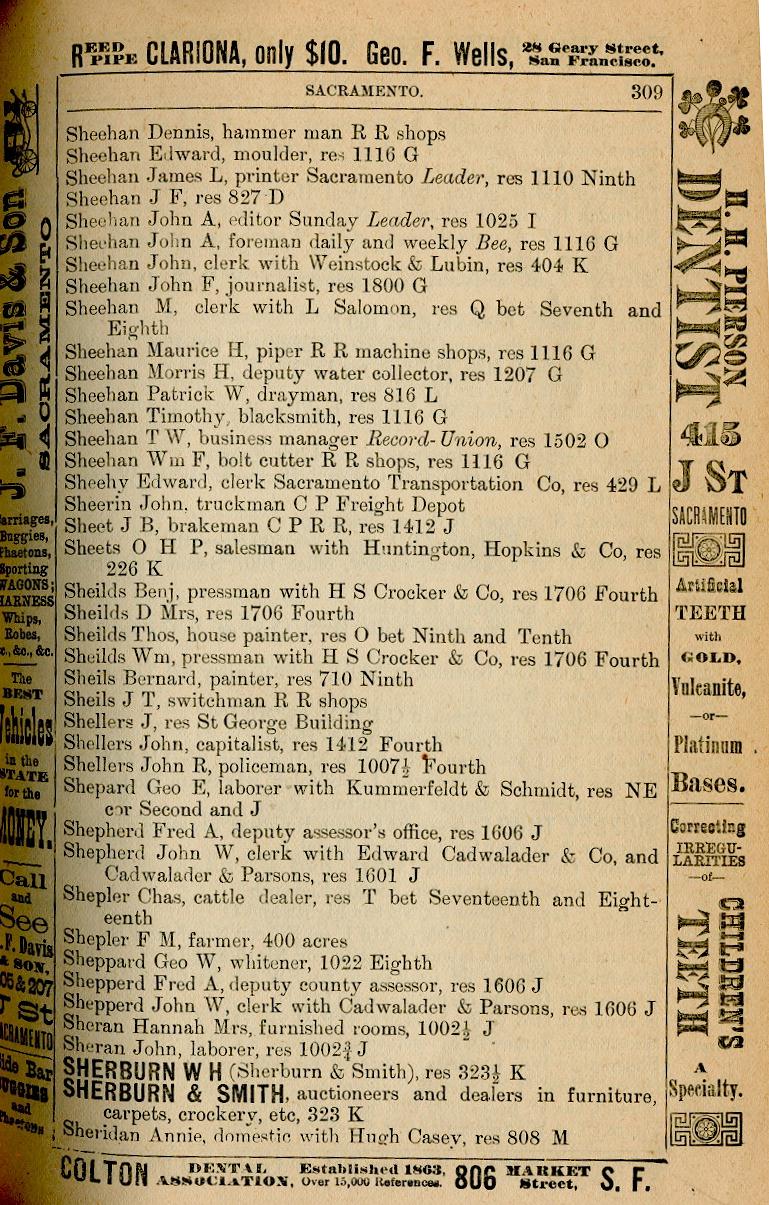 REED PIPE CLARIONA, only $10. Geo. F. Wells, 28 Geary Street, San Francisco.
SACRAMENTO. 309
Sheehan Dennis, hammer man R R shops
Sheehan Edward, moulder, res 1116 G
Sheehan James L, printer Sacramento Leader, res 1110 Ninth
Sheehan J F, res 827 D
Sheehan John A, editor Sunday Leader, res 1025 I
Sheehan John A, foreman daily and weekly Bee, res 1116 G
Sheehan John, clerk with Weinstock & Lubin, res 404 K
Sheehan John F, journalist, res 1800 G
Sheehan M, clerk with L Salomon, res Q bet Seventh and
Eighth
Sheehan Maurice H, piper R R machine shops, res 1116 G
Sheehan Morris H, deputy water collector, res 1207 G
Sheehan Patrick W, drayman, res 816 L
Sheehan Timothy, blacksmith, res 1116 G
Sheehan T W, business manager Record-Union, res 1502 O
Sheehan Wm F, bolt cutter R R shops, res 1116 G
Sheehy Edward, clerk Sacramento Transportation Co, res 429 L
Sheerin John, truckman C P Freight Depot
Sheet J B, brakeman C P R R, res 1412 J
Sheets O H P, salesman with Huntington, Hopkins & Co, res
226 K
Sheilds Benj, pressman with H S Crocker & Co, res 1706 Fourth
Sheilds D Mrs, res 1706 Fourth
Sheilds Thos, house painter, res O bet Ninth and Tenth
Sheilds Wm, pressman with H S Crocker & Co, res 1706 Fourth
Sheils Bernard, painter, res 710 Ninth
Sheils J T, switchman R R shops
Shellers J, res St George Building
Shellers John, capitalist, res 1412 Fourth
Shellers John R, policeman, res 1007½ Fourth
Shepard Geo E, laborer with Kummerfeldt & Schmidt, res NE
cor Second and J
Shepherd Fred A, deputy assessor's office, res 1606 J
Shepherd John W, clerk with Edward Cadwalader & Co, and
Cadwalader & Parsons, res 1601 J
Shepler Chas, cattle dealer, res T bet Seventeenth and Eight-
eenth
Shepler F M, farmer, 400 acres
Sheppard Geo W, whitener, 1022 Eighth
Shepperd Fred A, deputy county assessor, res 1606 J
Shepperd John W, clerk with Cadwalader & Parsons, res 1606 J
Sheran Hannah Mrs, furnished rooms, 1002½ J
Sheran John, laborer, res 1002¾ J
SHERBURN W H (Sherburn & Smith), res 323½ K
SHERBURN & SMITH, auctioneers and dealers in furniture,
carpets, crockery, etc, 323 K
Sheridan Annie, domestic with Hugh Casey, res 808 M
COLTON DENTAL ASSOCIATION, Established 1863, Over 15,000 References. 806 MARKET Street, S. F.
J. F. Davis & Son
SACRAMENTO
arriages,
Buggies,
Phaetons,
Sporting
WAGONS;
HARNESS
Whips,
Robes,
&c., &c.
The
BEST
Vehicles
in the
STATE
for the
MONEY.
Call
and
See
.F. Davis
& SON,
05 & 207
J St
ACRAMENTO
ide Bar
UGGIES
and
Phaetons
H. H. PIERSON
DENTIST
415
J ST
SACRAMENTO
Artificial
TEETH
with
GOLD,
Vulcanite,
—or—
Platinum
Bases.
Correcting
IRREGU-
LARITIES
—of—
CHILDREN'S
TEETH
A
Specialty.